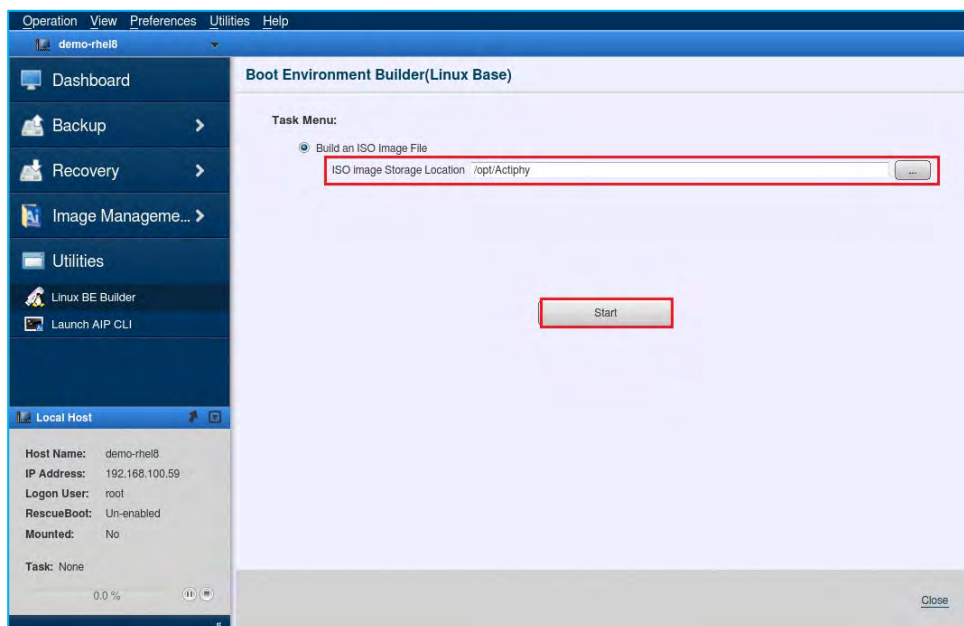 Operation View Preferences Utilities Help
demo-rhel8
Dashboard
Backup
Recovery
Image Manageme...
Utilities
Linux BE Builder
Launch AIP CLI
Boot Environment Builder(Linux Base)
Task Menu:
Build an ISO Image File
ISO Image Storage Location /opt/Actiphy
...
Start
Local Host
Host Name: demo-rhel8
IP Address: 192.168.100.59
Logon User: root
RescueBoot: Un-enabled
Mounted: No
Task: None
0.0 %
Close